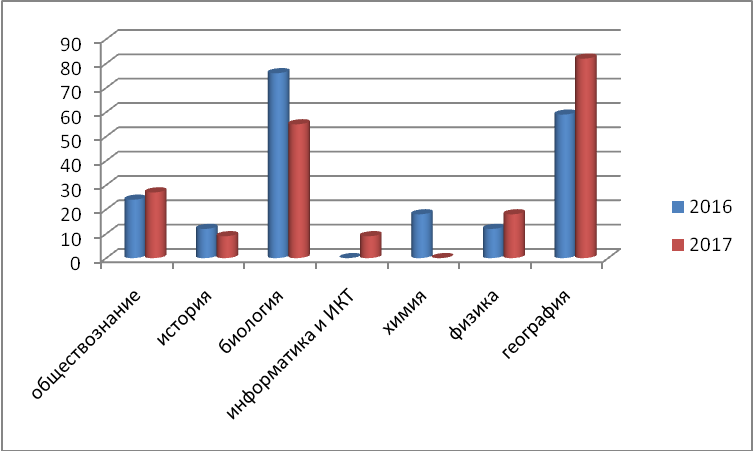 90
80
70
60
50
40
30
20
10
0
обществознание
история
биология
информатика и ИКТ
химия
физика
география
2016
2017